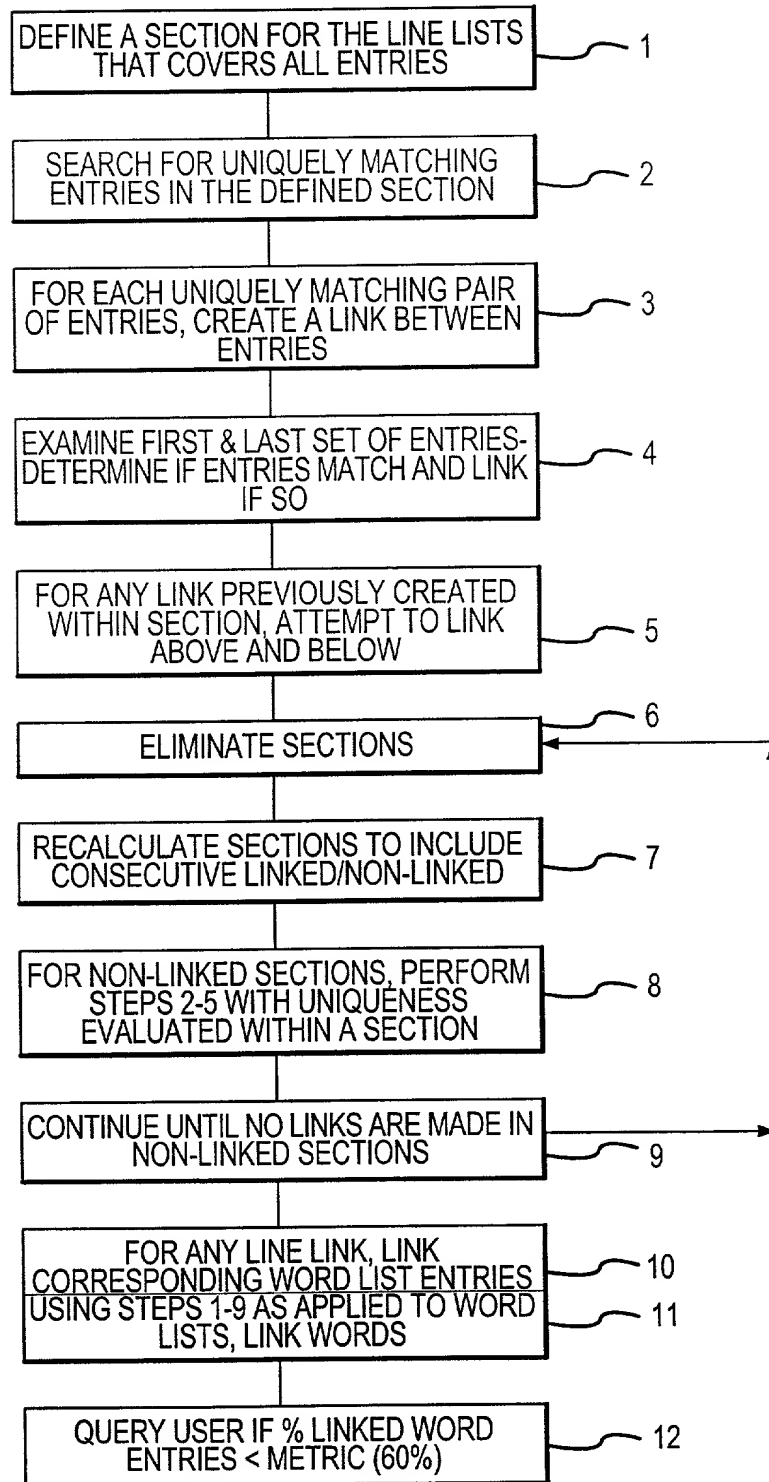 DEFINE A SECTION FOR THE LINE LISTS
THAT COVERS ALL ENTRIES
1
SEARCH FOR UNIQUELY MATCHING
ENTRIES IN THE DEFINED SECTION
2
FOR EACH UNIQUELY MATCHING PAIR
OF ENTRIES, CREATE A LINK BETWEEN
ENTRIES
3
EXAMINE FIRST & LAST SET OF ENTRIES-
DETERMINE IF ENTRIES MATCH AND LINK
IF SO
4
FOR ANY LINK PREVIOUSLY CREATED
WITHIN SECTION, ATTEMPT TO LINK
ABOVE AND BELOW
5
ELIMINATE SECTIONS
6
RECALCULATE SECTIONS TO INCLUDE
CONSECUTIVE LINKED/NON-LINKED
7
FOR NON-LINKED SECTIONS, PERFORM
STEPS 2-5 WITH UNIQUENESS
EVALUATED WITHIN A SECTION
8
CONTINUE UNTIL NO LINKS ARE MADE IN
NON-LINKED SECTIONS
9
FOR ANY LINE LINK, LINK
CORRESPONDING WORD LIST ENTRIES
10
USING STEPS 1-9 AS APPLIED TO WORD
LISTS, LINK WORDS
11
QUERY USER IF % LINKED WORD
ENTRIES < METRIC (60%)
12